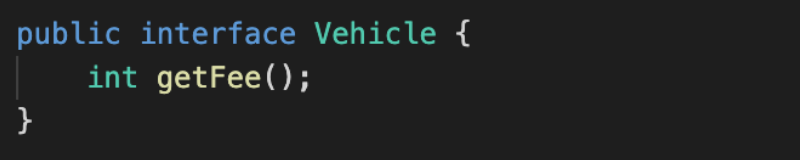 public interface Vehicle {
    int getFee();
}